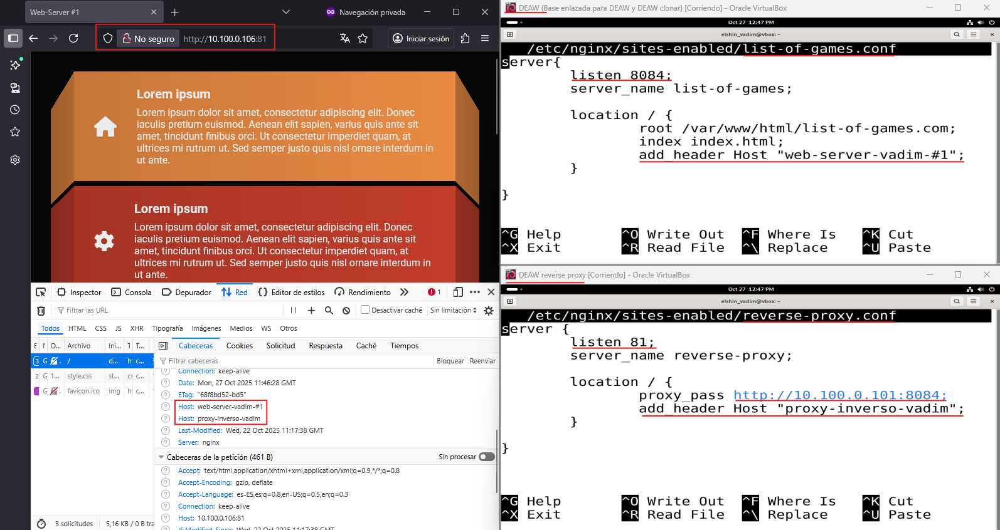 Web-Server #1
Navegación privada
No seguro
http://10.100.0.106:81
Iniciar sesión
Lorem ipsum
Lorem ipsum dolor sit amet, consectetur adipiscing elit. Donec
iaculis pretium euismod. Aenean elit sapien, varius quis ante sit
amet, tincidunt finibus orci. Ut consectetur imperdiet quam, at
ultrices mi rutrum ut. Sed semper justo quis nisl ornare interdum in
ut ante.
Lorem ipsum
Lorem ipsum dolor sit amet, consectetur adipiscing elit. Donec
iaculis pretium euismod. Aenean elit sapien, varius quis ante sit
amet, tincidunt finibus orci. Ut consectetur imperdiet quam, at
ultrices mi rutrum ut. Sed semper justo quis nisl ornare interdum in
ut ante.
Inspector Consola Depurador Red Editor de estilos Rendimiento 1
Filtrar las URL Desactivar caché Sin limitación
Todos HTML CSS JS XHR Tipografía Imágenes Medios WS Otros
E M D... Archivo Ini... T T...
3 G . / d... ht c...
2 G 1... style.css st... cs c...
G . favicon.ico img ht c...
3 solicitudes 5,16 KB / 0 B tra
Cabeceras Cookies Solicitud Respuesta Caché Tiempos
Filtrar cabeceras Bloquear Reenviar
Connection: keep-alive
Date: Mon, 27 Oct 2025 11:46:28 GMT
ETag: "68f8bd52-bd5"
Host: web-server-vadim-#1
Host: proxy-inverso-vadim
Last-Modified: Wed, 22 Oct 2025 11:17:38 GMT
Server: nginx
Cabeceras de la petición (461 B) Sin procesar
Accept: text/html,application/xhtml+xml,application/xml;q=0.9,*/*;q=0.8
Accept-Encoding: gzip, deflate
Accept-Language: es-ES,es;q=0.8,en-US;q=0.5,en;q=0.3
Connection: keep-alive
Host: 10.100.0.106:81
If-Modified-Since: Wed, 22 Oct 2025 11:17:38 GMT
DEAW (Base enlazada para DEAW y DEAW clonar) [Corriendo] - Oracle VirtualBox
Oct 27 12:47 PM
elshin_vadim@vbox: ~
/etc/nginx/sites-enabled/list-of-games.conf
server{
listen 8084;
server_name list-of-games;
location / {
root /var/www/html/list-of-games.com;
index index.html;
add_header Host "web-server-vadim-#1";
}
}
^G Help ^O Write Out ^F Where Is ^K Cut
^X Exit ^R Read File ^\ Replace ^U Paste
DEAW reverse proxy [Corriendo] - Oracle VirtualBox
Oct 27 12:47 PM
elshin_vadim@vbox: ~
/etc/nginx/sites-enabled/reverse-proxy.conf
server {
listen 81;
server_name reverse-proxy;
location / {
proxy_pass http://10.100.0.101:8084;
add_header Host "proxy-inverso-vadim";
}
}
^G Help ^O Write Out ^F Where Is ^K Cut
^X Exit ^R Read File ^\ Replace ^U Paste